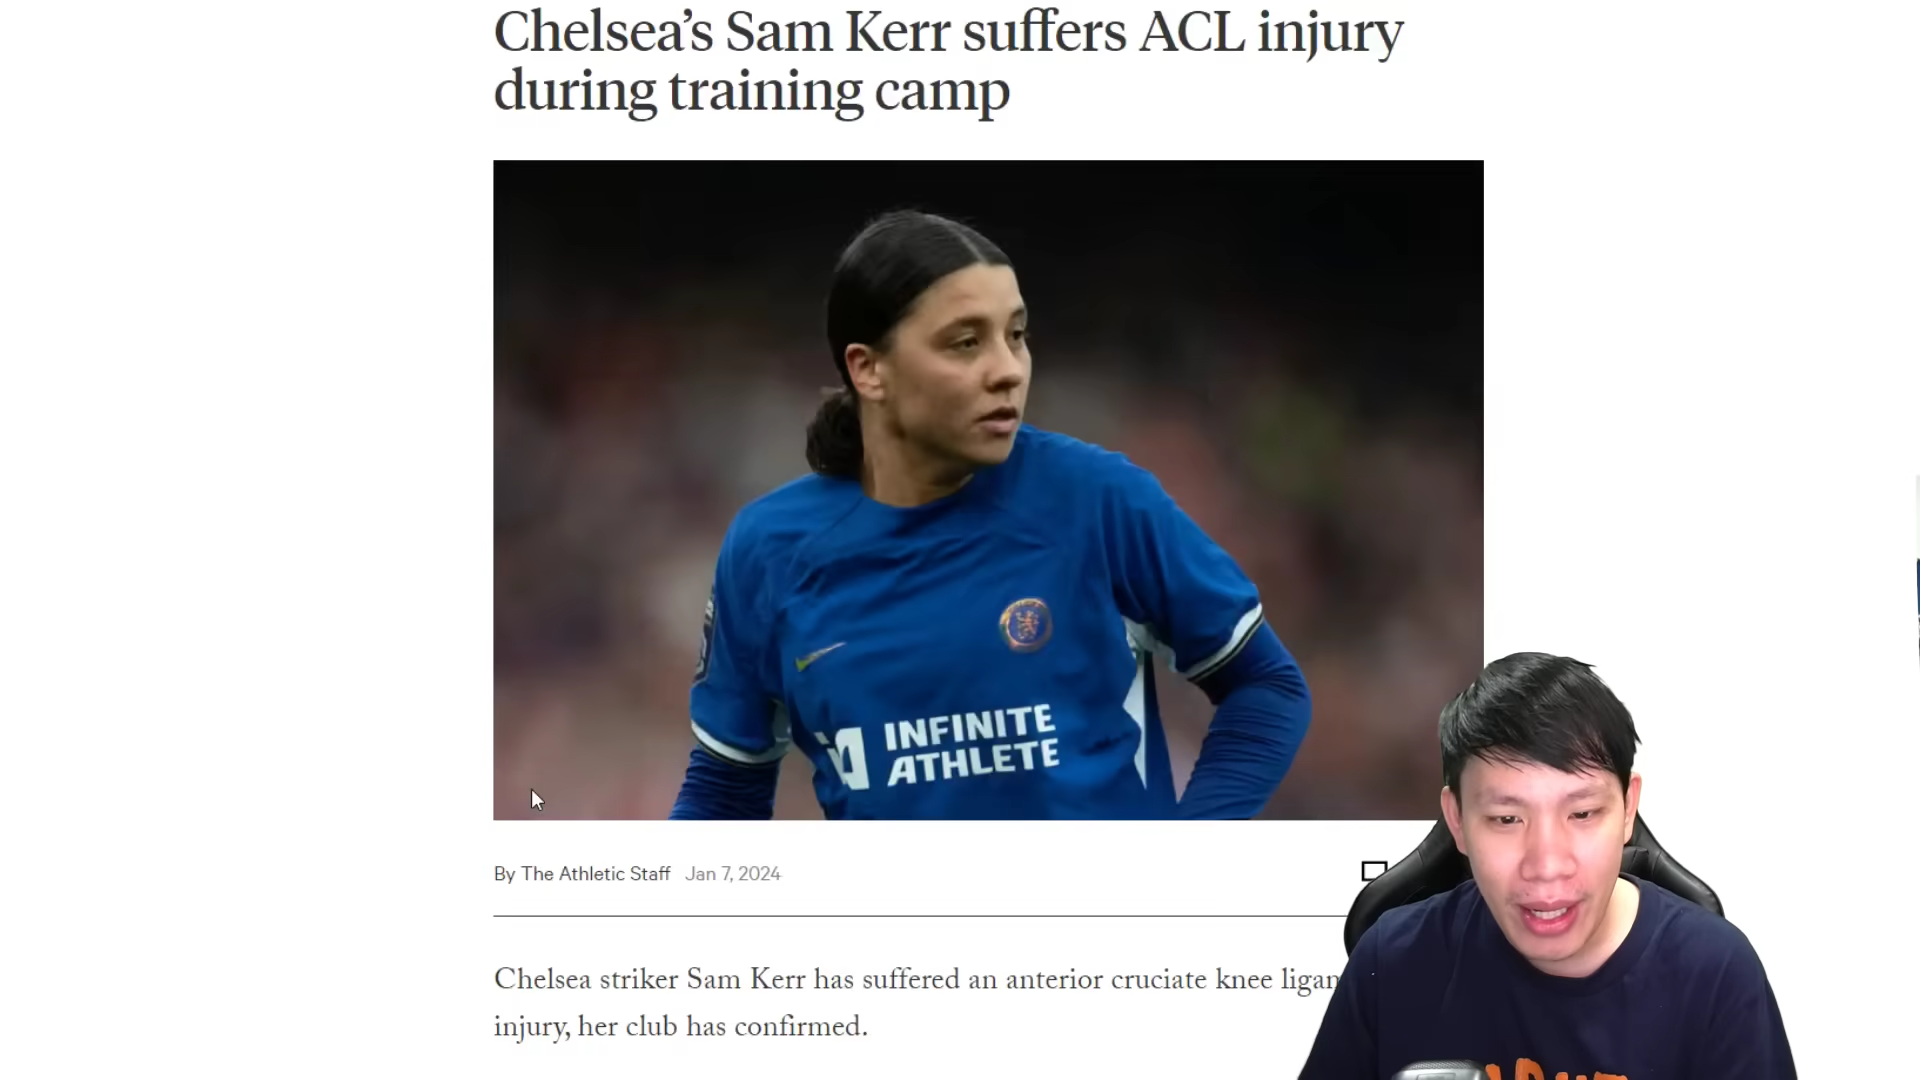 Chelsea’s Sam Kerr suffers ACL injury
during training camp
INFINITE
ATHLETE
By The Athletic Staff Jan 7, 2024
Chelsea striker Sam Kerr has suffered an anterior cruciate knee
injury, her club has confirmed.